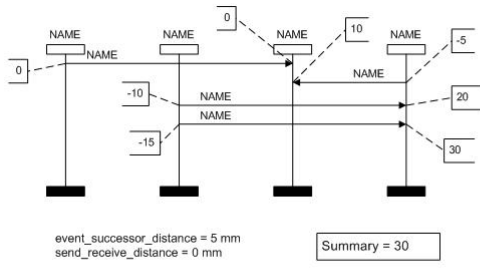 0
10
NAME
NAME
NAME
NAME
-5
NAME
0
NAME
-10
NAME
20
NAME
-15
30
event_successor_distance = 5 mm
send_receive_distance = 0 mm
Summary = 30